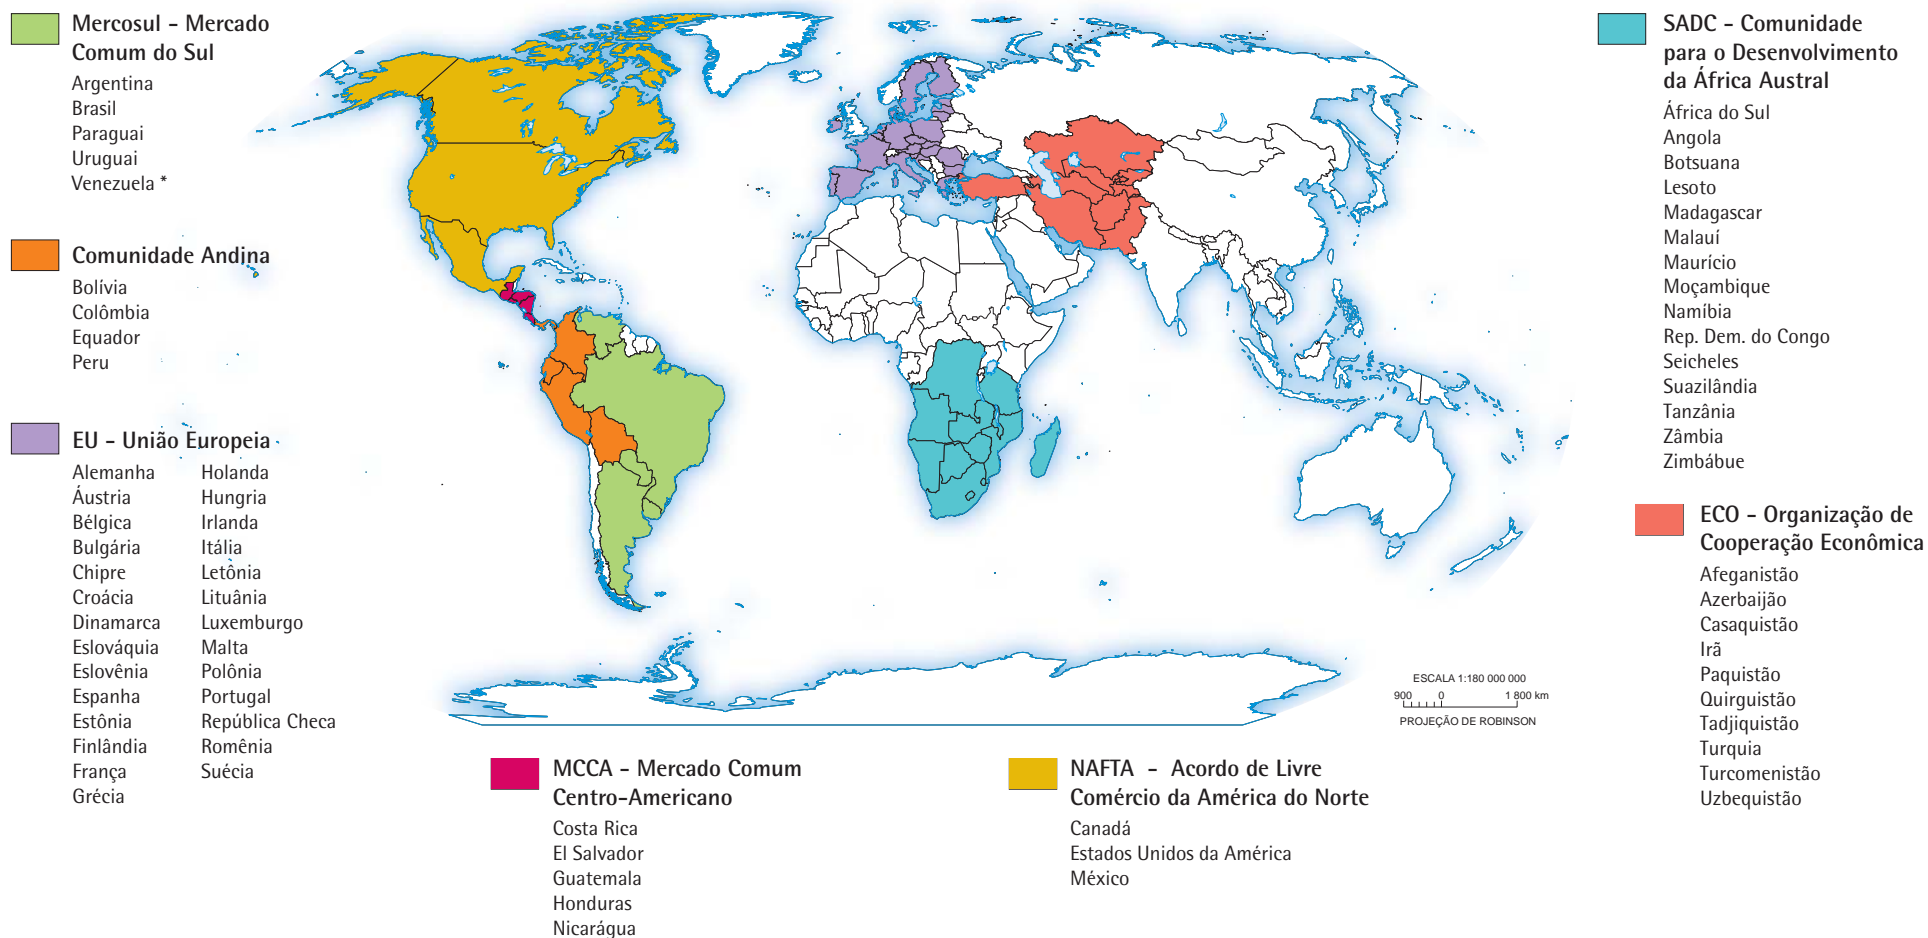 Mercosul - Mercado
Comum do Sul
Argentina
Brasil
Paraguai
Uruguai
Venezuela *
Comunidade Andina
Bolívia
Colômbia
Equador
Peru
EU - União Europeia
Alemanha
Áustria
Bélgica
Bulgária
Chipre
Croácia
Dinamarca
Eslováquia
Eslovênia
Espanha
Estônia
Finlândia
França
Grécia
Holanda
Hungria
Irlanda
Itália
Letônia
Lituânia
Luxemburgo
Malta
Polônia
Portugal
República Checa
Romênia
Suécia
MCCA - Mercado Comum
Centro-Americano
Costa Rica
El Salvador
Guatemala
Honduras
Nicarágua
NAFTA - Acordo de Livre
Comércio da América do Norte
Canadá
Estados Unidos da América
México
SADC - Comunidade
para o Desenvolvimento
da África Austral
África do Sul
Angola
Botsuana
Lesoto
Madagascar
Malauí
Maurício
Moçambique
Namíbia
Rep. Dem. do Congo
Seicheles
Suazilândia
Tanzânia
Zâmbia
Zimbábue
ECO - Organização de
Cooperação Econômica
Afeganistão
Azerbaijão
Casaquistão
Irã
Paquistão
Quirguistão
Tadjiquistão
Turquia
Turcomenistão
Uzbequistão
ESCALA 1:180 000 000
900 0 1 800 km
PROJEÇÃO DE ROBINSON